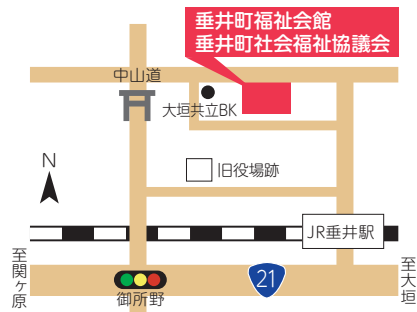 垂井町福祉会館
垂井町社会福祉協議会
中山道
大垣共立BK
旧役場跡
N
JR垂井駅
至関ヶ原
21
至大垣
御所野